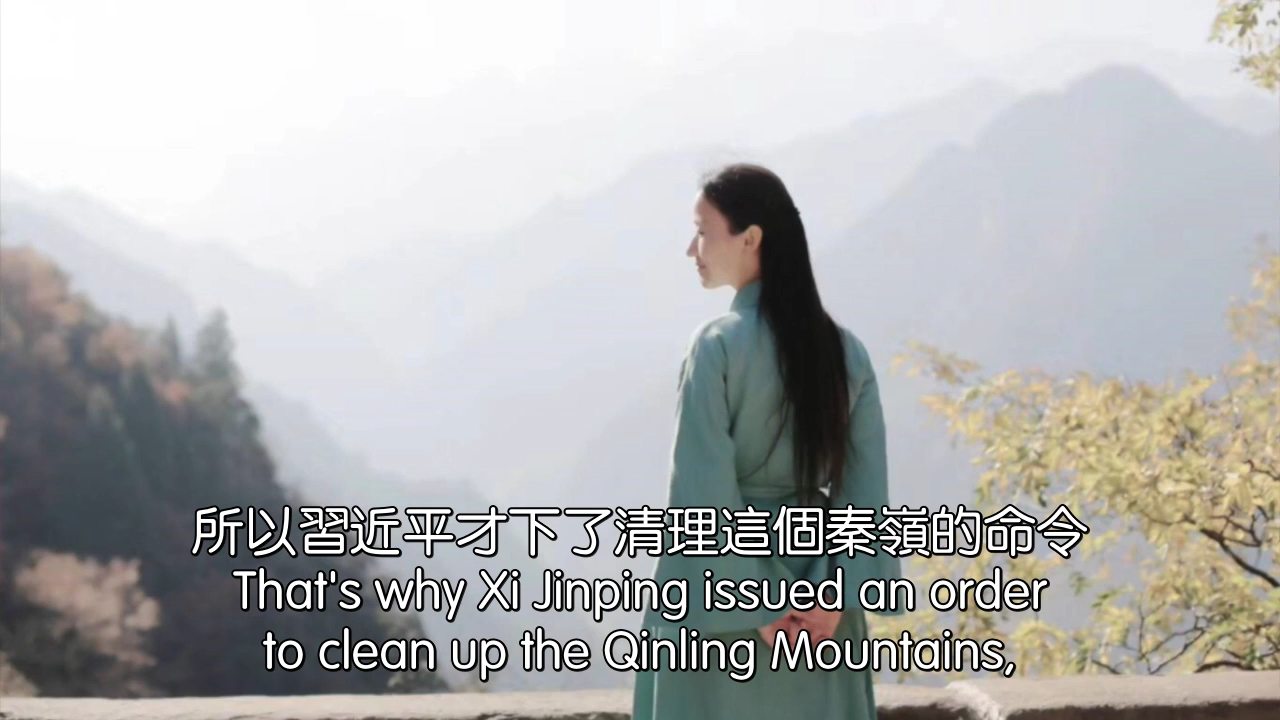 所以習近平才下了清理這個秦嶺的命令
That's why Xi Jinping issued an order
to clean up the Qinling Mountains,